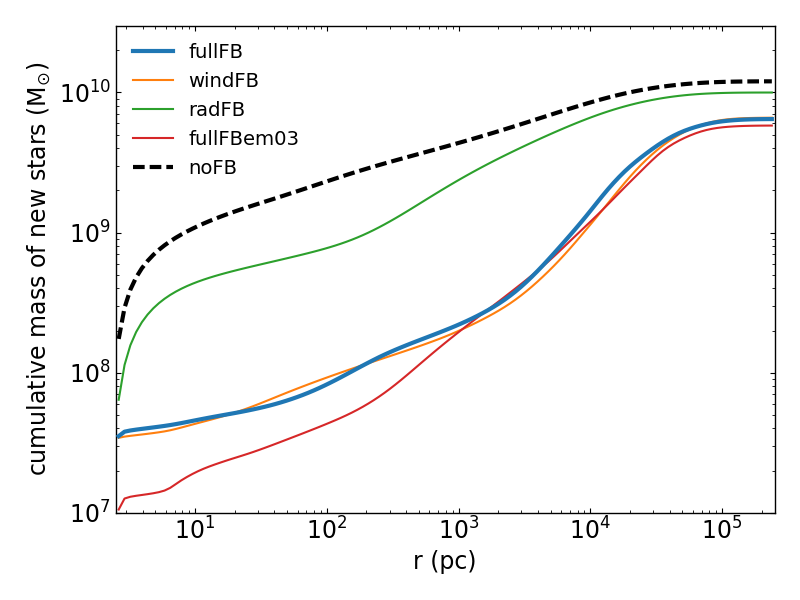 cumulative mass of new stars (M☉)
10¹⁰
10⁹
10⁸
10⁷
fullFB
windFB
radFB
fullFBem03
noFB
10¹ 10² 10³ 10⁴ 10⁵
r (pc)